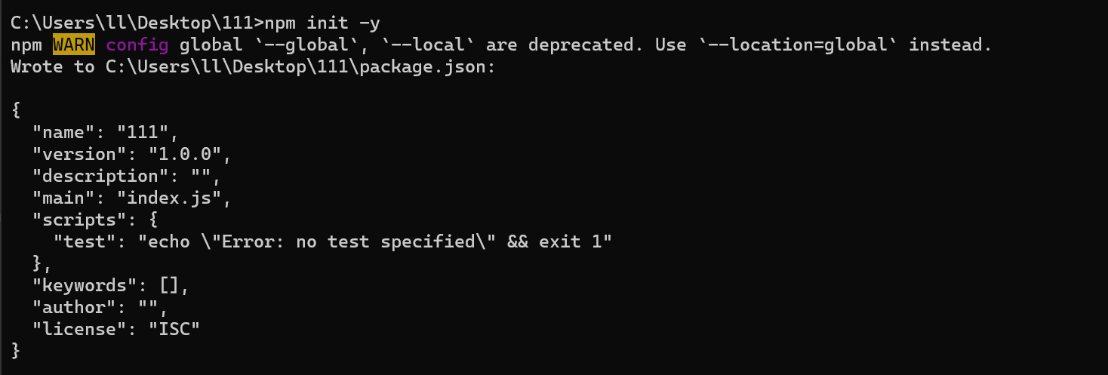 C:\Users\ll\Desktop\111>npm init -y
npm WARN config global `--global`, `--local` are deprecated. Use `--location=global` instead.
Wrote to C:\Users\ll\Desktop\111\package.json:

{
  "name": "111",
  "version": "1.0.0",
  "description": "",
  "main": "index.js",
  "scripts": {
    "test": "echo \"Error: no test specified\" && exit 1"
  },
  "keywords": [],
  "author": "",
  "license": "ISC"
}